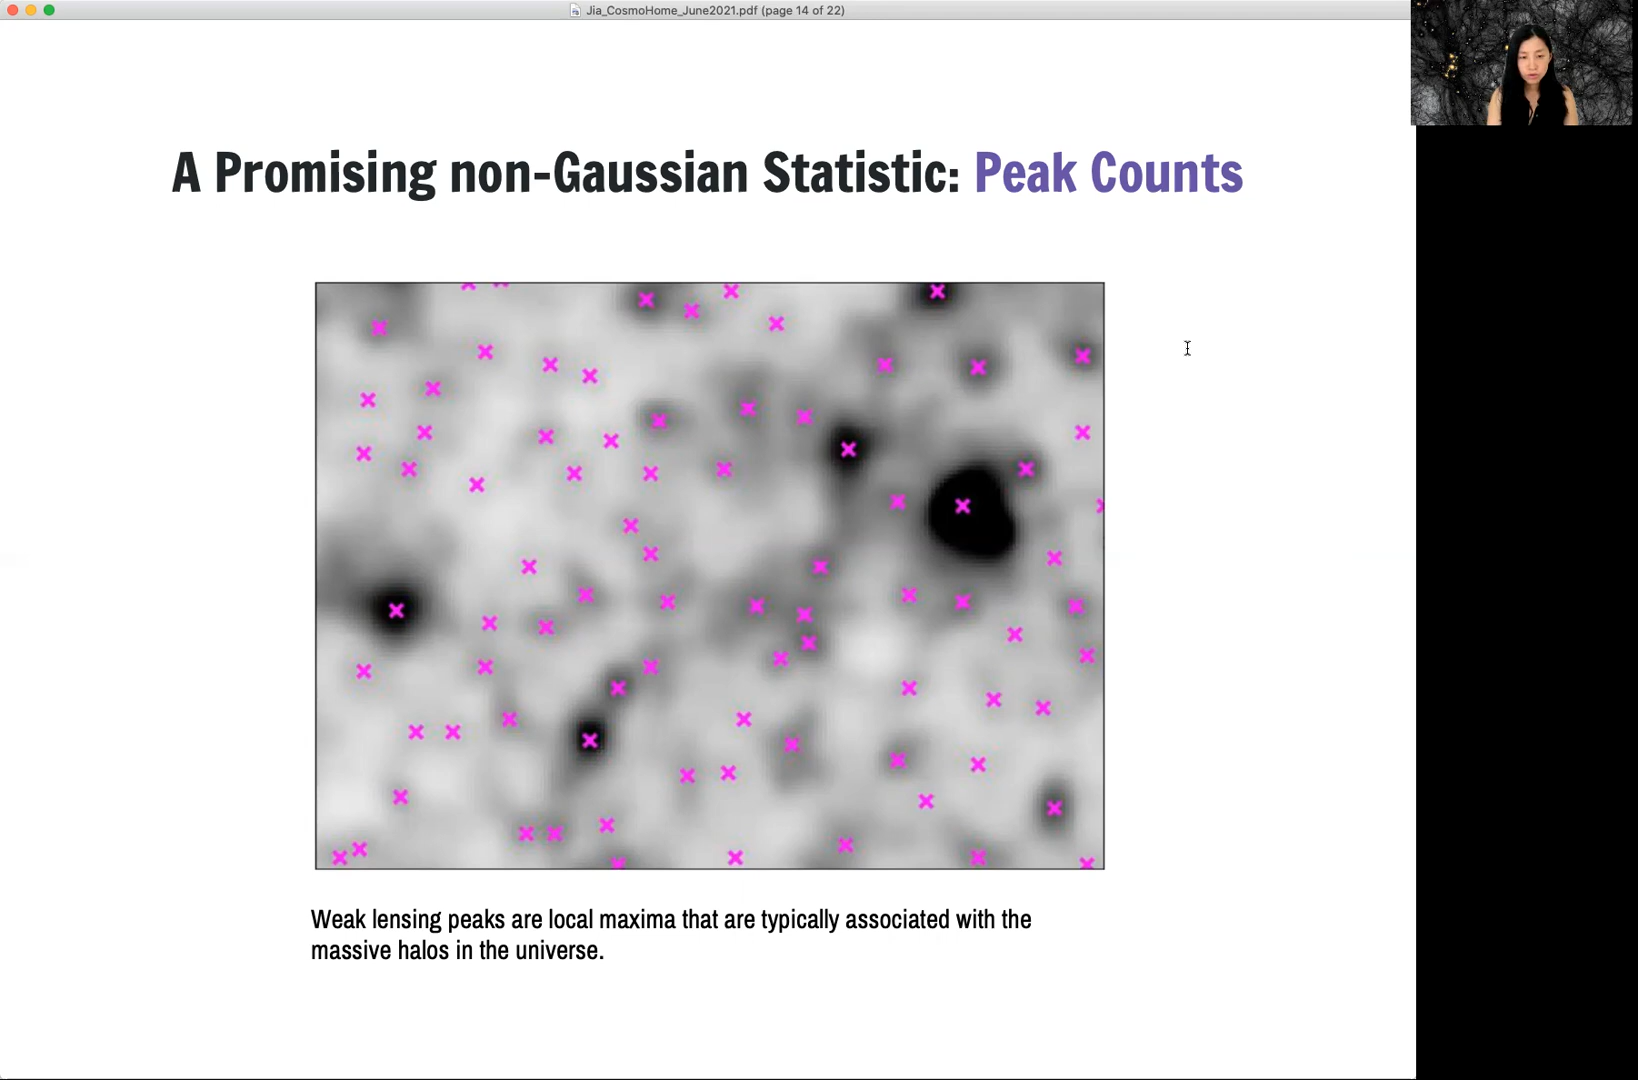 Jia_CosmoHome_June2021.pdf (page 14 of 22)
A Promising non-Gaussian Statistic: Peak Counts
Weak lensing peaks are local maxima that are typically associated with the
massive halos in the universe.